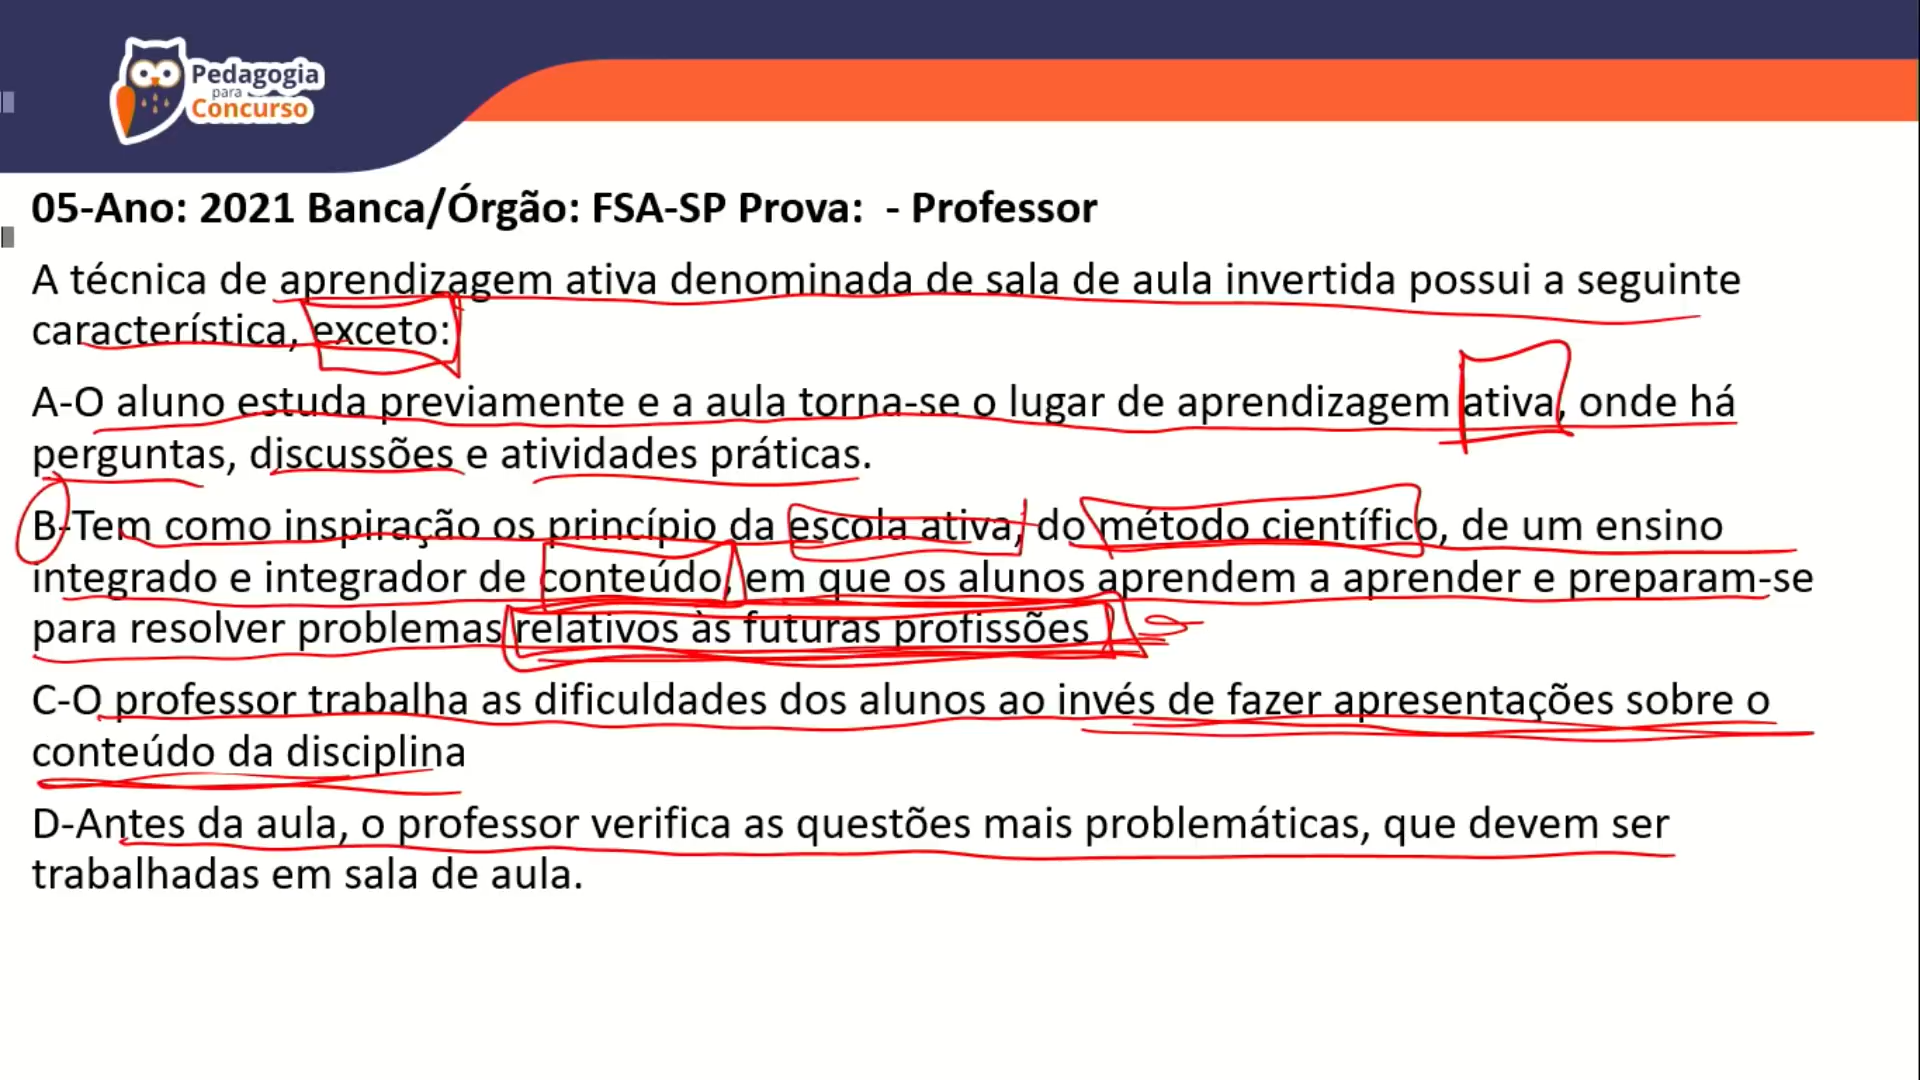 Pedagogia
para
Concurso
05-Ano: 2021 Banca/Órgão: FSA-SP Prova:  - Professor
A técnica de aprendizagem ativa denominada de sala de aula invertida possui a seguinte
característica, exceto:
A-O aluno estuda previamente e a aula torna-se o lugar de aprendizagem ativa, onde há
perguntas, discussões e atividades práticas.
B-Tem como inspiração os princípio da escola ativa, do método científico, de um ensino
integrado e integrador de conteúdo, em que os alunos aprendem a aprender e preparam-se
para resolver problemas relativos às futuras profissões
C-O professor trabalha as dificuldades dos alunos ao invés de fazer apresentações sobre o
conteúdo da disciplina
D-Antes da aula, o professor verifica as questões mais problemáticas, que devem ser
trabalhadas em sala de aula.